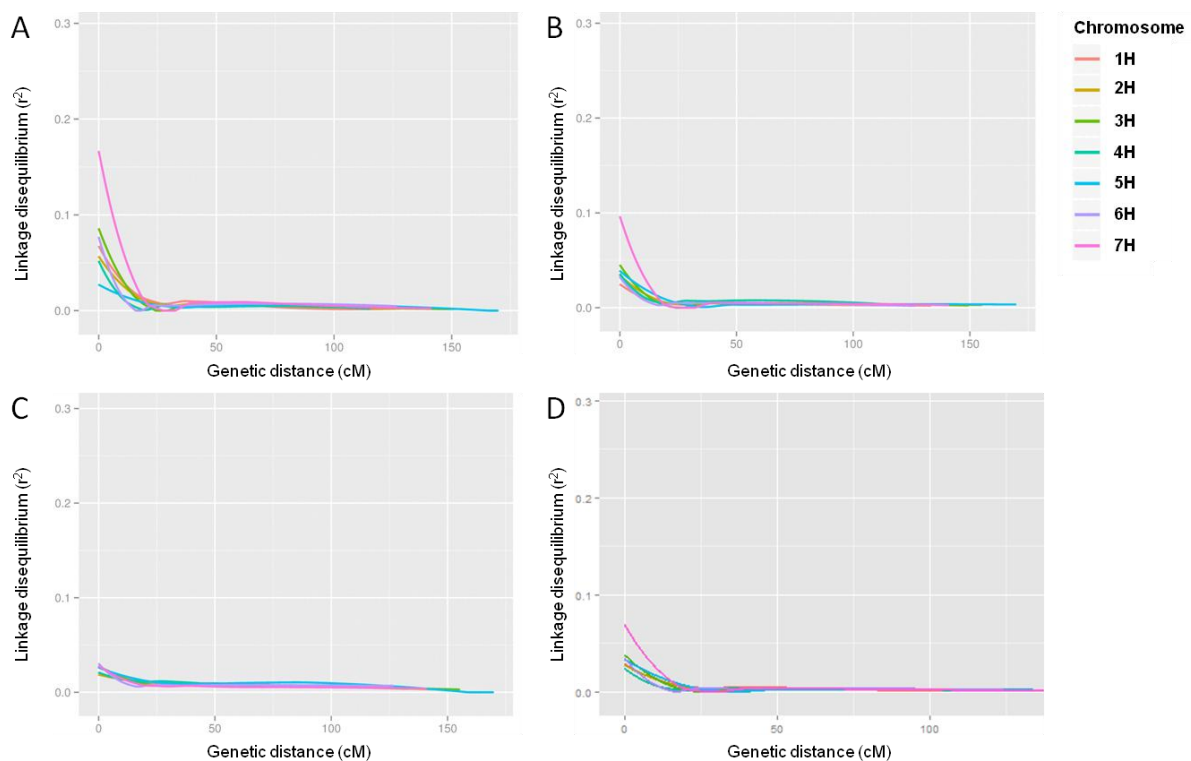 A
0.3
0.2
0.1
0.0
Linkage disequilibrium (r²)
0
50
100
150
Genetic distance (cM)
B
0.3
0.2
0.1
0.0
Linkage disequilibrium (r²)
0
50
100
150
Genetic distance (cM)
Chromosome
1H
2H
3H
4H
5H
6H
7H
C
0.3
0.2
0.1
0.0
Linkage disequilibrium (r²)
0
50
100
150
Genetic distance (cM)
D
0.3
0.2
0.1
0.0
Linkage disequilibrium (r²)
0
50
100
Genetic distance (cM)